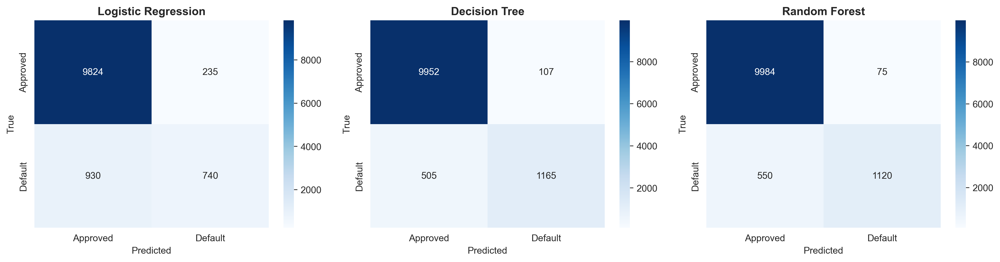 Logistic Regression
True
Approved
Default
9824 235
930 740
Approved Default
Predicted
8000
6000
4000
2000
Decision Tree
True
Approved
Default
9952 107
505 1165
Approved Default
Predicted
8000
6000
4000
2000
Random Forest
True
Approved
Default
9984 75
550 1120
Approved Default
Predicted
8000
6000
4000
2000